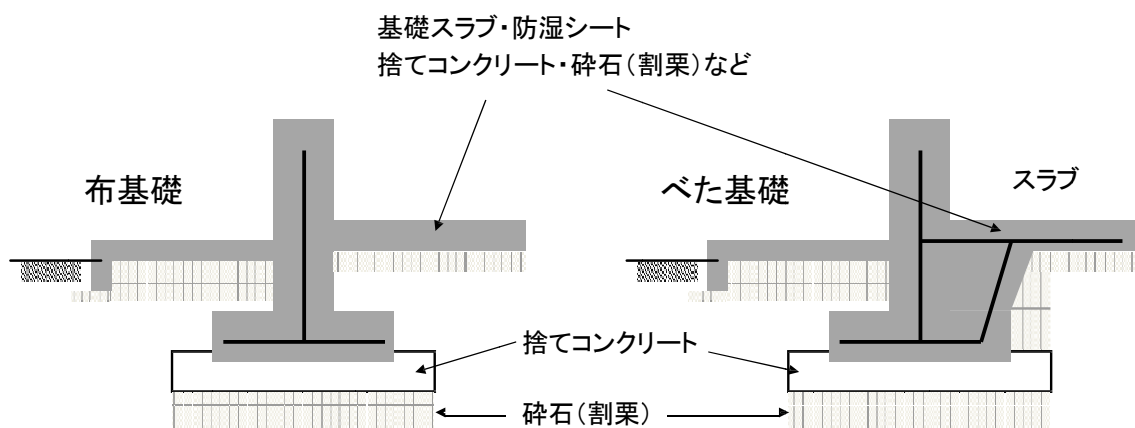 基礎スラブ・防湿シート
捨てコンクリート・砕石(割栗)など
布基礎
べた基礎
スラブ
捨てコンクリート
砕石(割栗)